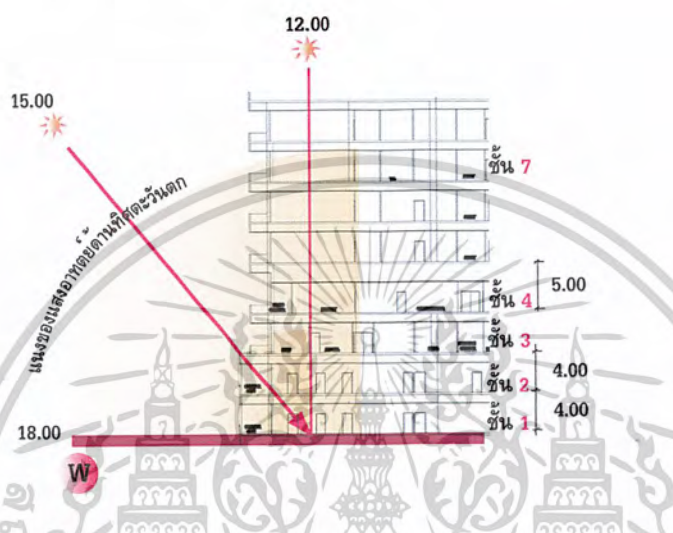 12.00
15.00
แนงของแสงอาทิตย์ด้านทิศตะวันตก
ชั้น 7
ชั้น 4
5.00
ชั้น 3
ชั้น 2
4.00
ชั้น 1
4.00
18.00
W